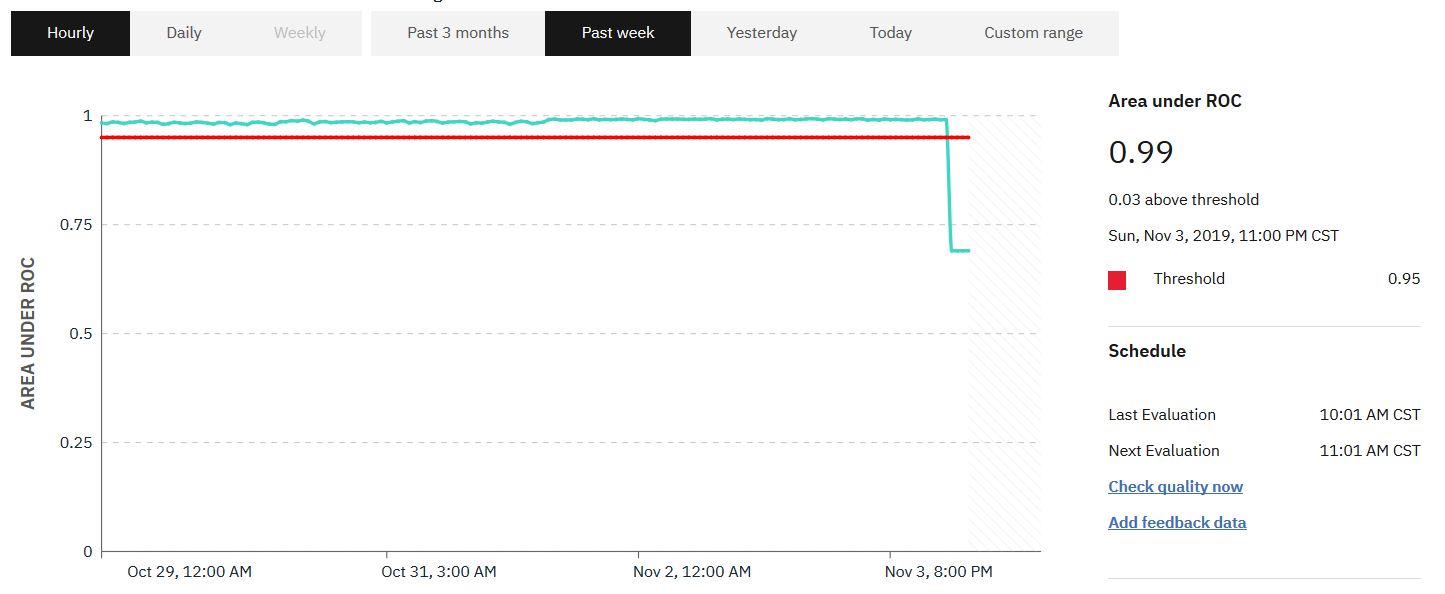 Hourly Daily Weekly Past 3 months Past week Yesterday Today Custom range
AREA UNDER ROC
1
0.75
0.5
0.25
0
Oct 29, 12:00 AM Oct 31, 3:00 AM Nov 2, 12:00 AM Nov 3, 8:00 PM
Area under ROC
0.99
0.03 above threshold
Sun, Nov 3, 2019, 11:00 PM CST
Threshold 0.95
Schedule
Last Evaluation 10:01 AM CST
Next Evaluation 11:01 AM CST
Check quality now
Add feedback data